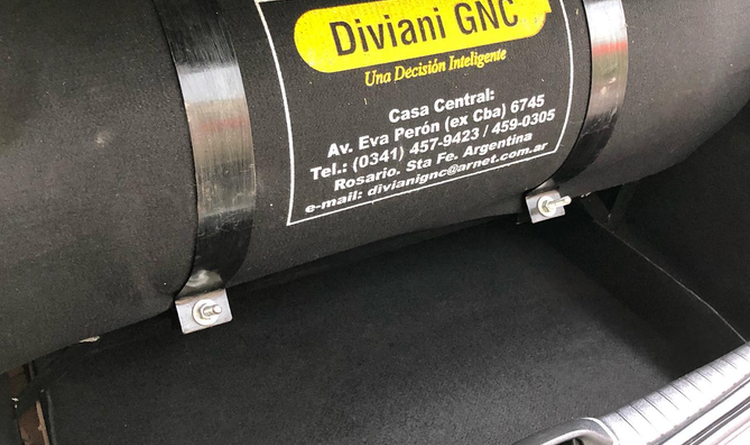 Diviani GNC
Una Decisión Inteligente
Casa Central:
Av. Eva Perón (ex Cba) 6745
Tel.: (0341) 457-9423 / 459-0305
Rosario. Sta Fe. Argentina
e-mail: divianignc@arnet.com.ar